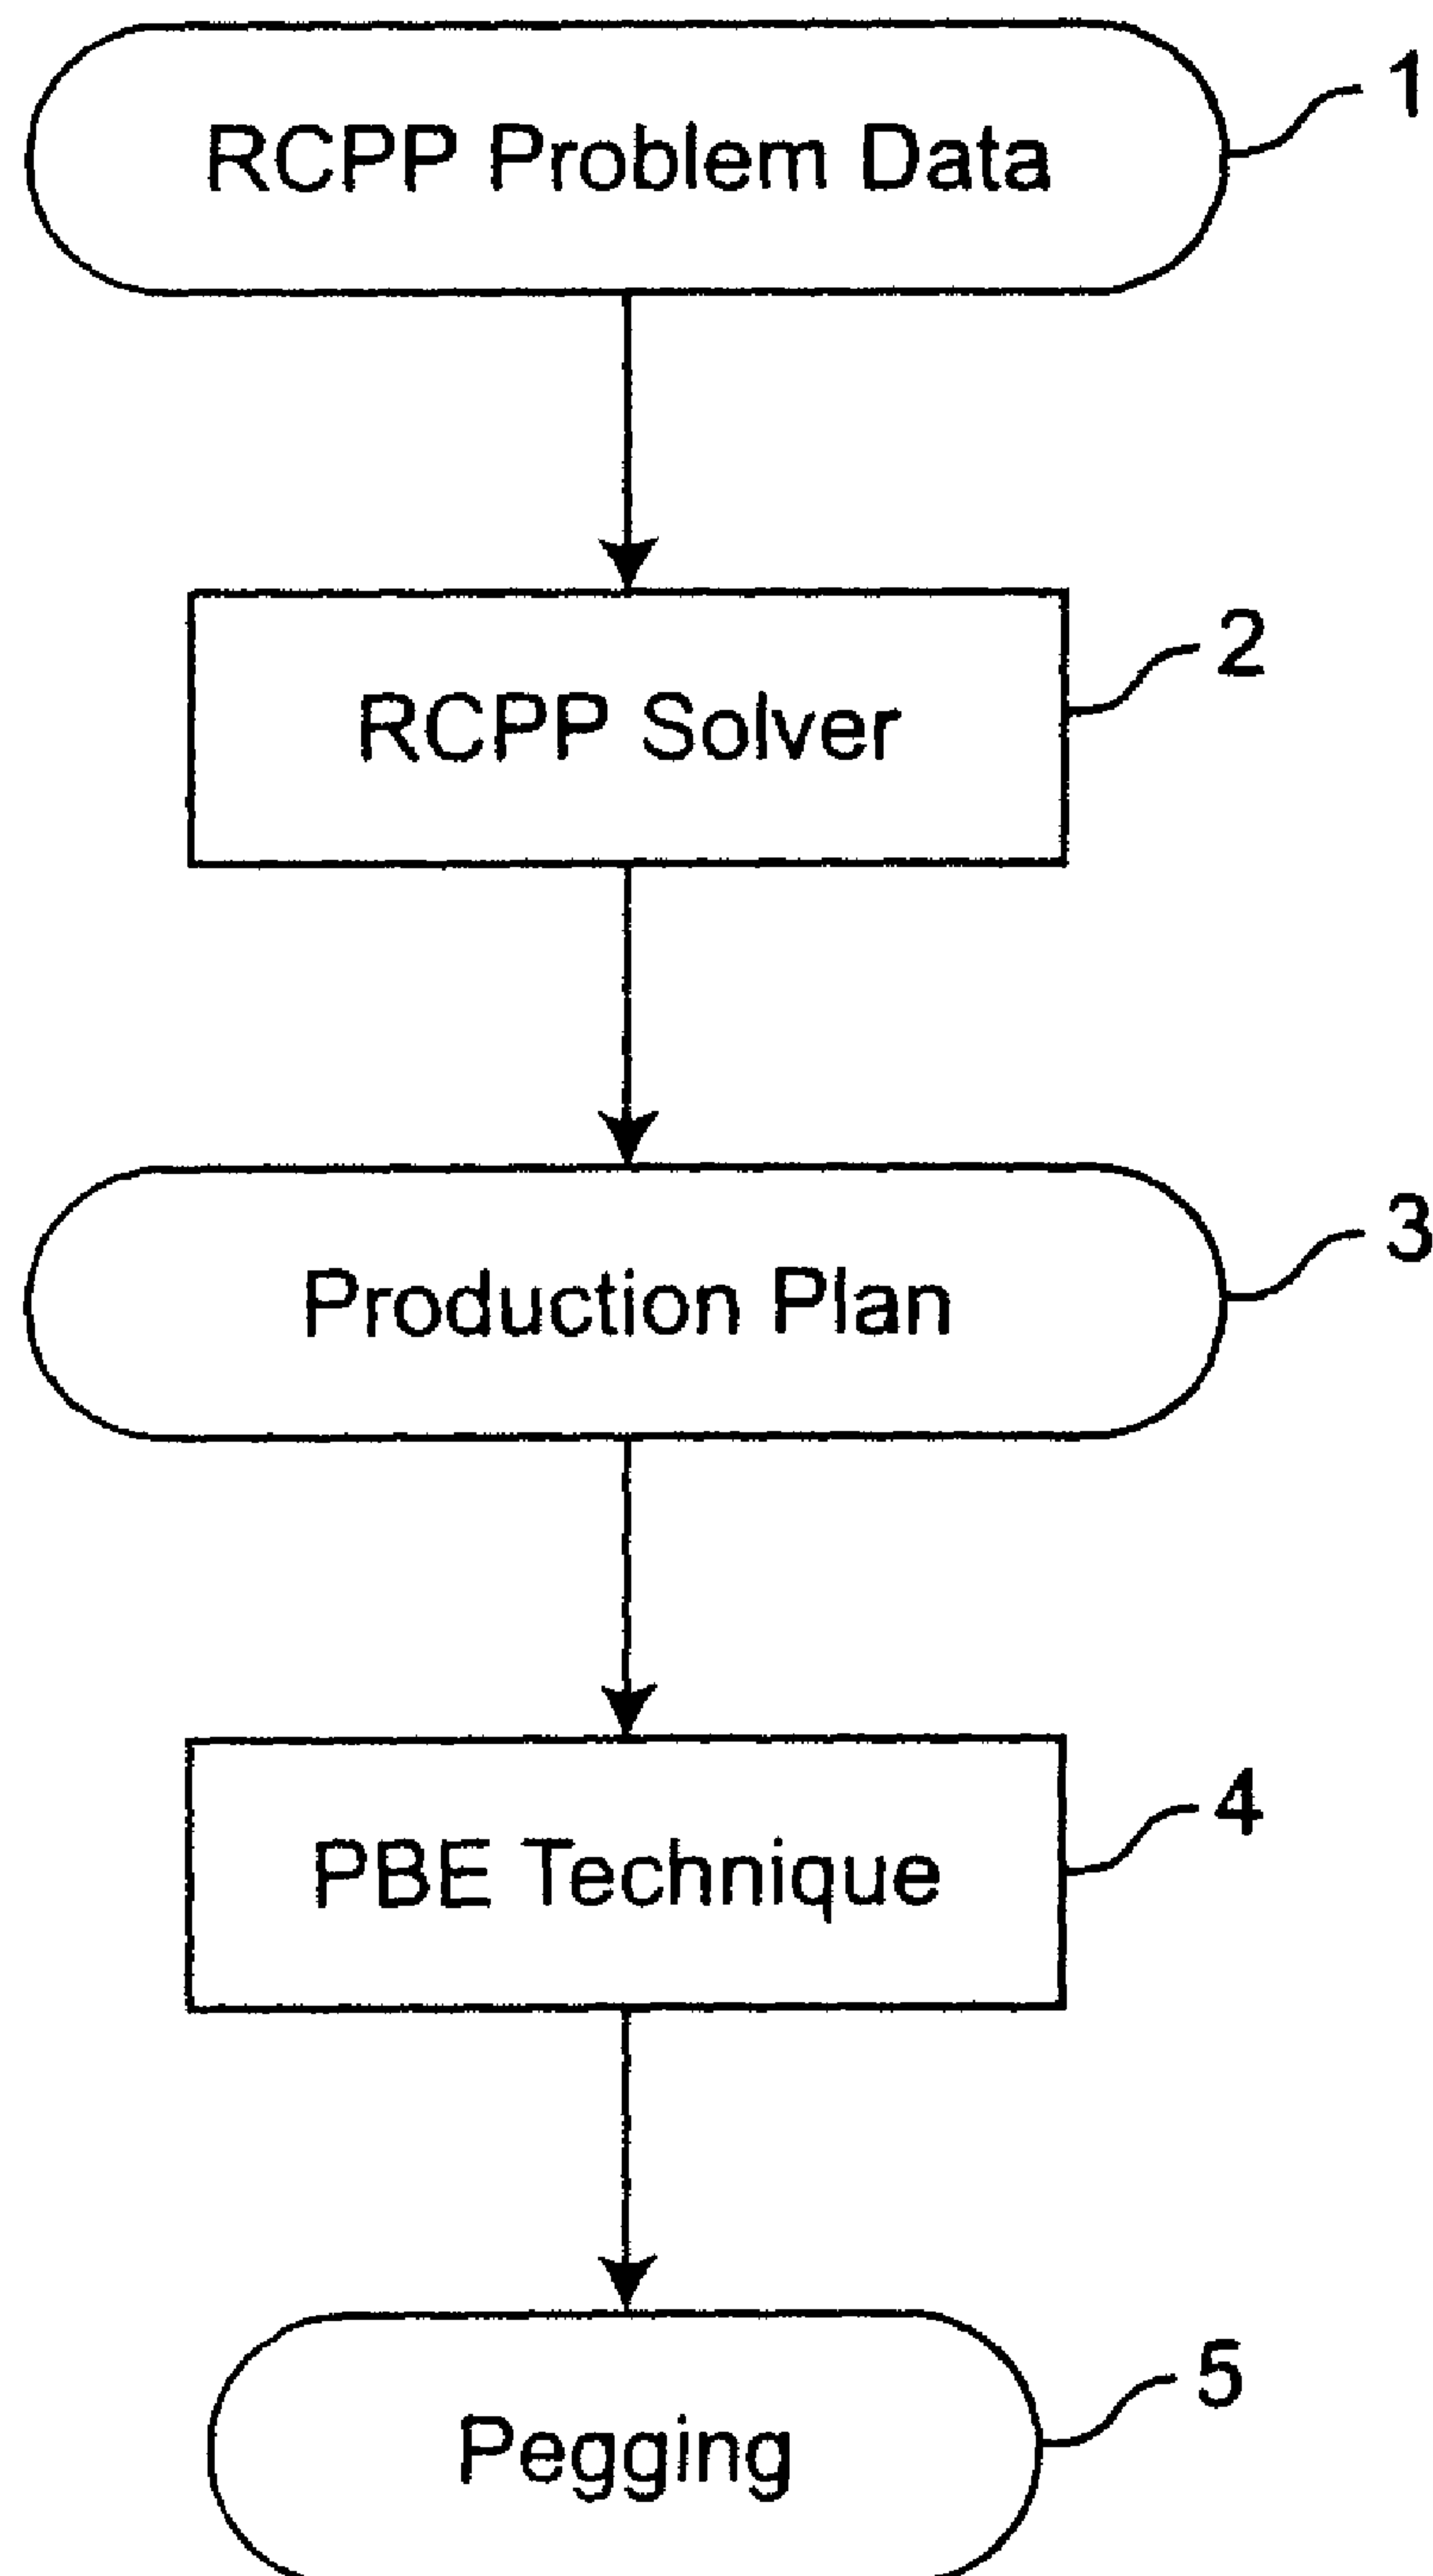 RCPP Problem Data
1
RCPP Solver
2
Production Plan
3
PBE Technique
4
Pegging
5